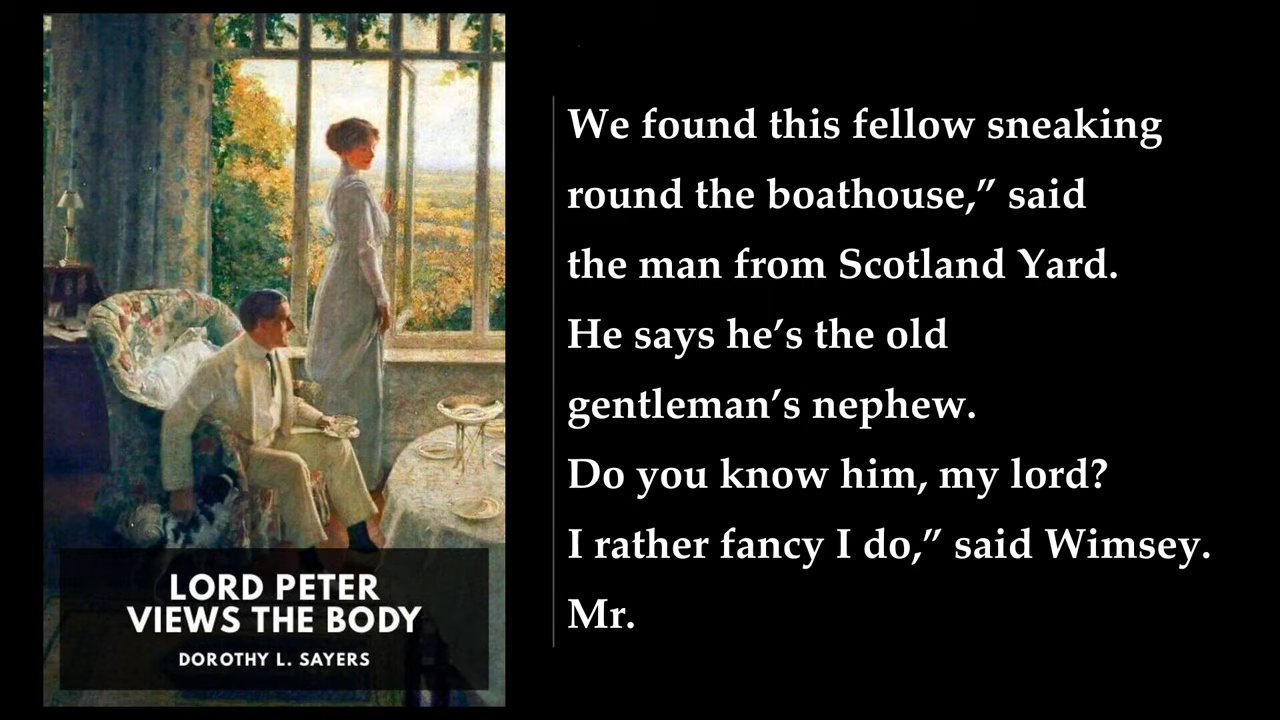 LORD PETER
VIEWS THE BODY
DOROTHY L. SAYERS
We found this fellow sneaking
round the boathouse,” said
the man from Scotland Yard.
He says he’s the old
gentleman’s nephew.
Do you know him, my lord?
I rather fancy I do,” said Wimsey.
Mr.